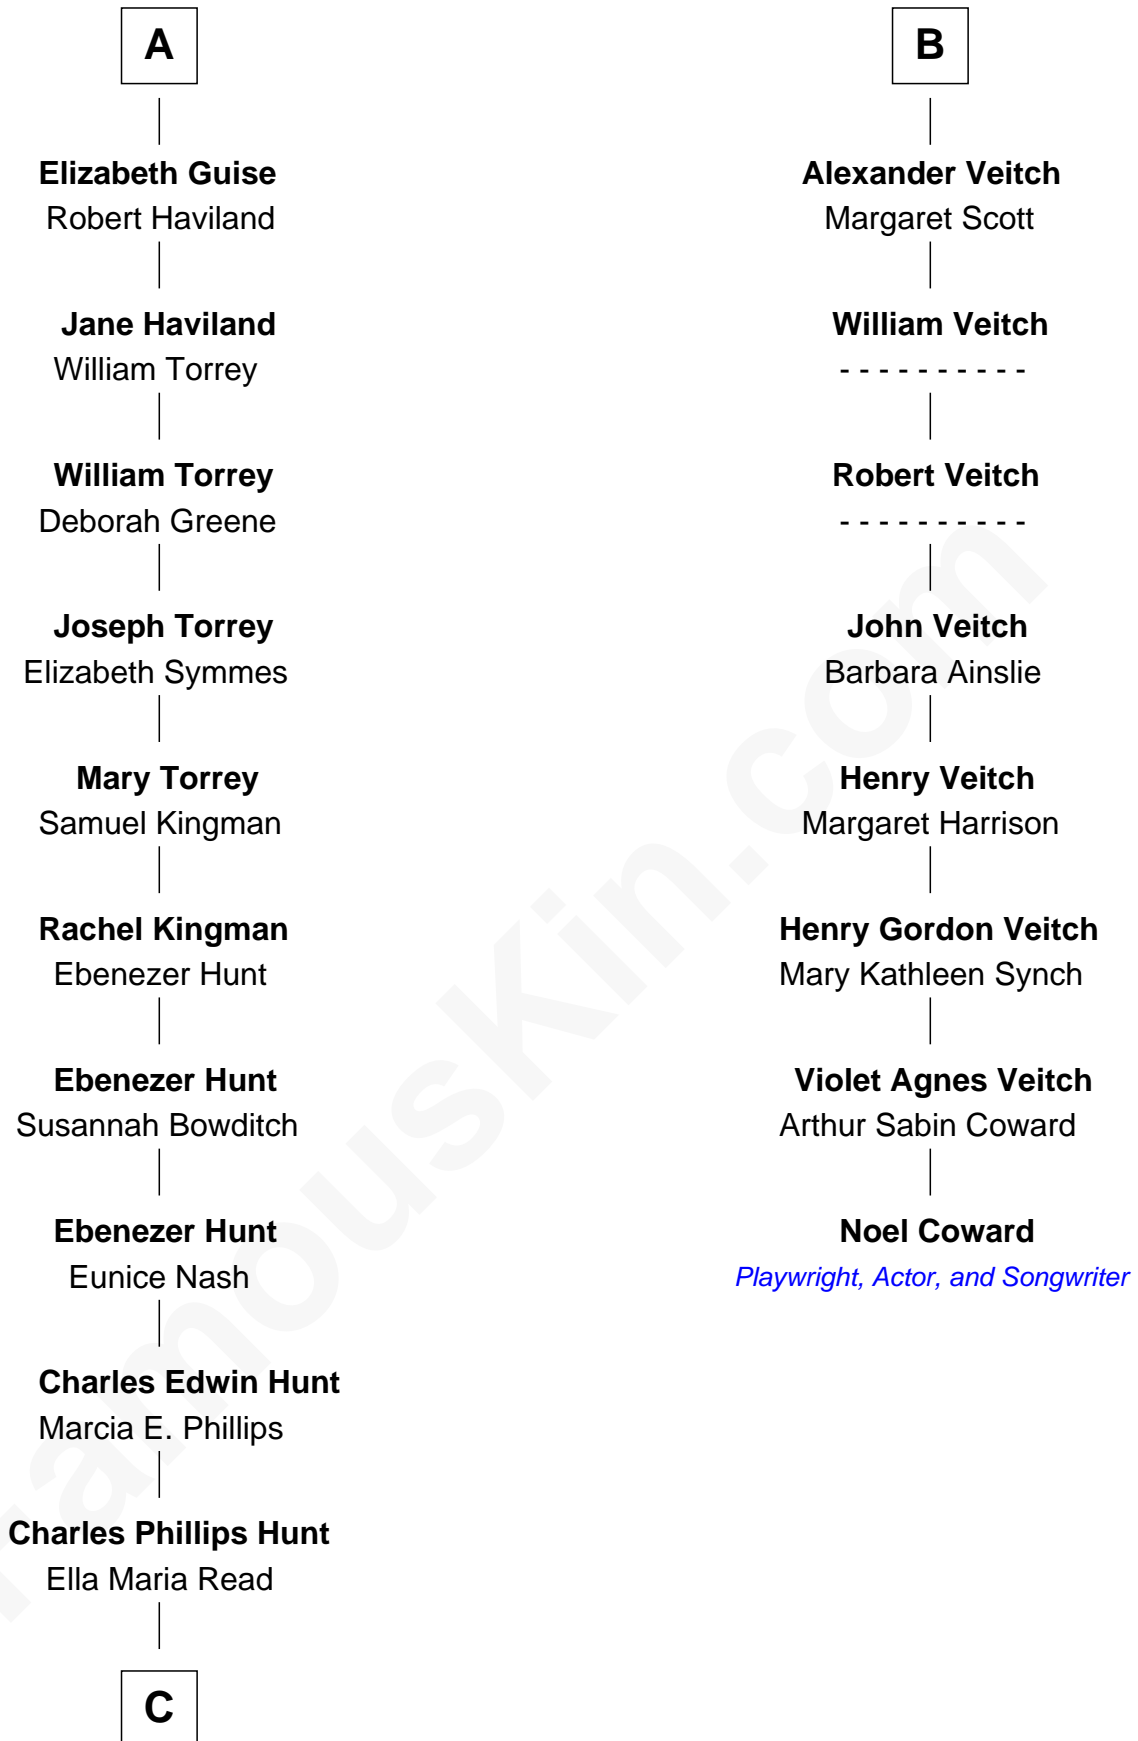 A
Elizabeth Guise
Robert Haviland
Jane Haviland
William Torrey
William Torrey
Deborah Greene
Joseph Torrey
Elizabeth Symmes
Mary Torrey
Samuel Kingman
Rachel Kingman
Ebenezer Hunt
Ebenezer Hunt
Susannah Bowditch
Ebenezer Hunt
Eunice Nash
Charles Edwin Hunt
Marcia E. Phillips
Charles Phillips Hunt
Ella Maria Read
C
B
Alexander Veitch
Margaret Scott
William Veitch
- - - - - - - - - -
Robert Veitch
- - - - - - - - - -
John Veitch
Barbara Ainslie
Henry Veitch
Margaret Harrison
Henry Gordon Veitch
Mary Kathleen Synch
Violet Agnes Veitch
Arthur Sabin Coward
Noel Coward
Playwright, Actor, and Songwriter
FamousKin.com